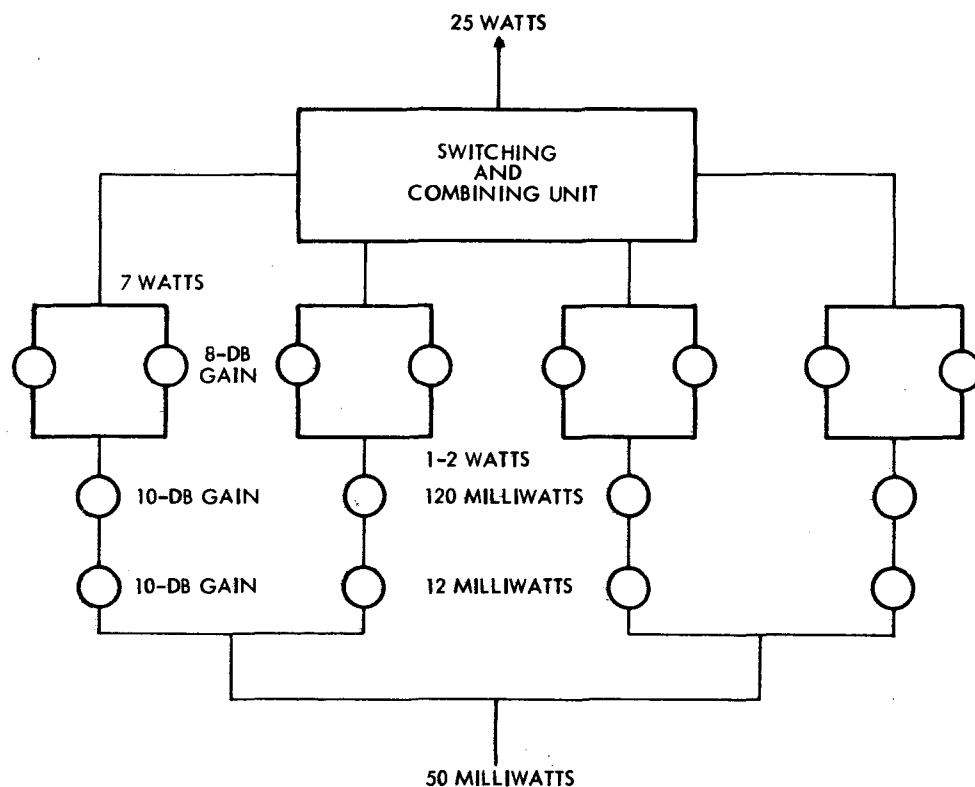 25 WATTS
SWITCHING
AND
COMBINING UNIT
7 WATTS
8-DB
GAIN
1-2 WATTS
10-DB GAIN
120 MILLIWATTS
10-DB GAIN
12 MILLIWATTS
50 MILLIWATTS